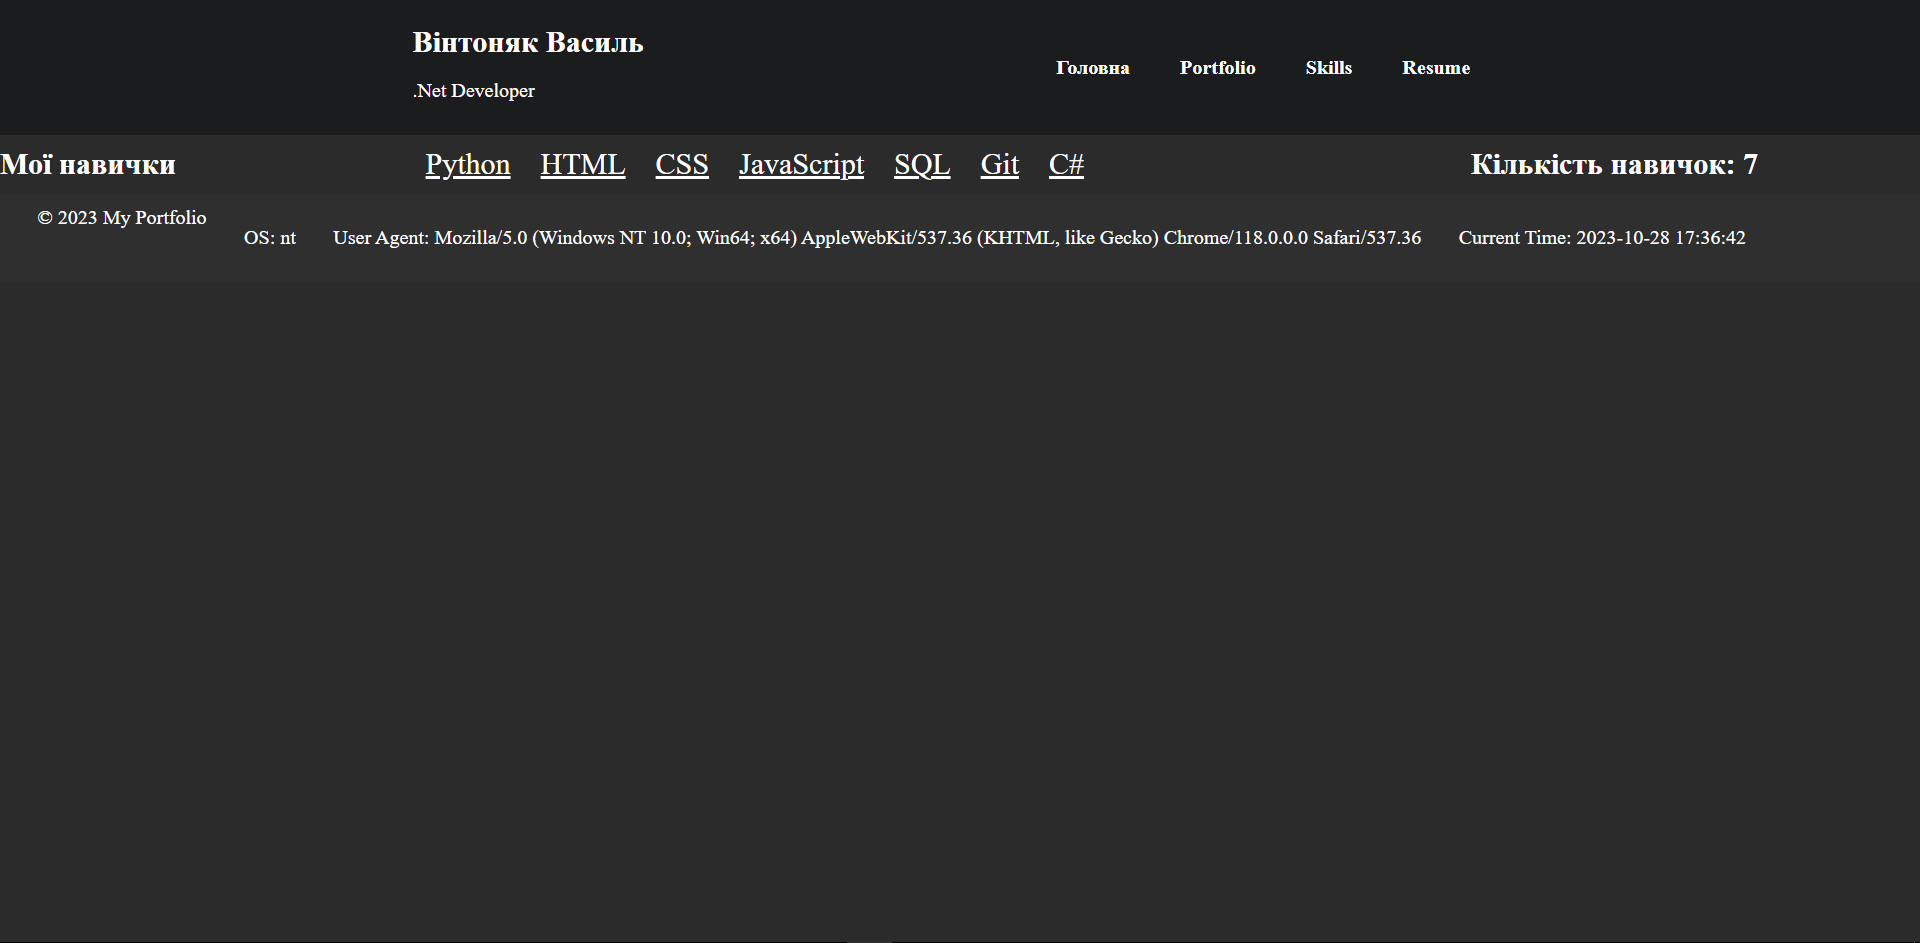 Вінтоняк Василь
.Net Developer
Головна Portfolio Skills Resume
Мої навички Python HTML CSS JavaScript SQL Git C# Кількість навичок: 7
© 2023 My Portfolio
OS: nt User Agent: Mozilla/5.0 (Windows NT 10.0; Win64; x64) AppleWebKit/537.36 (KHTML, like Gecko) Chrome/118.0.0.0 Safari/537.36 Current Time: 2023-10-28 17:36:42